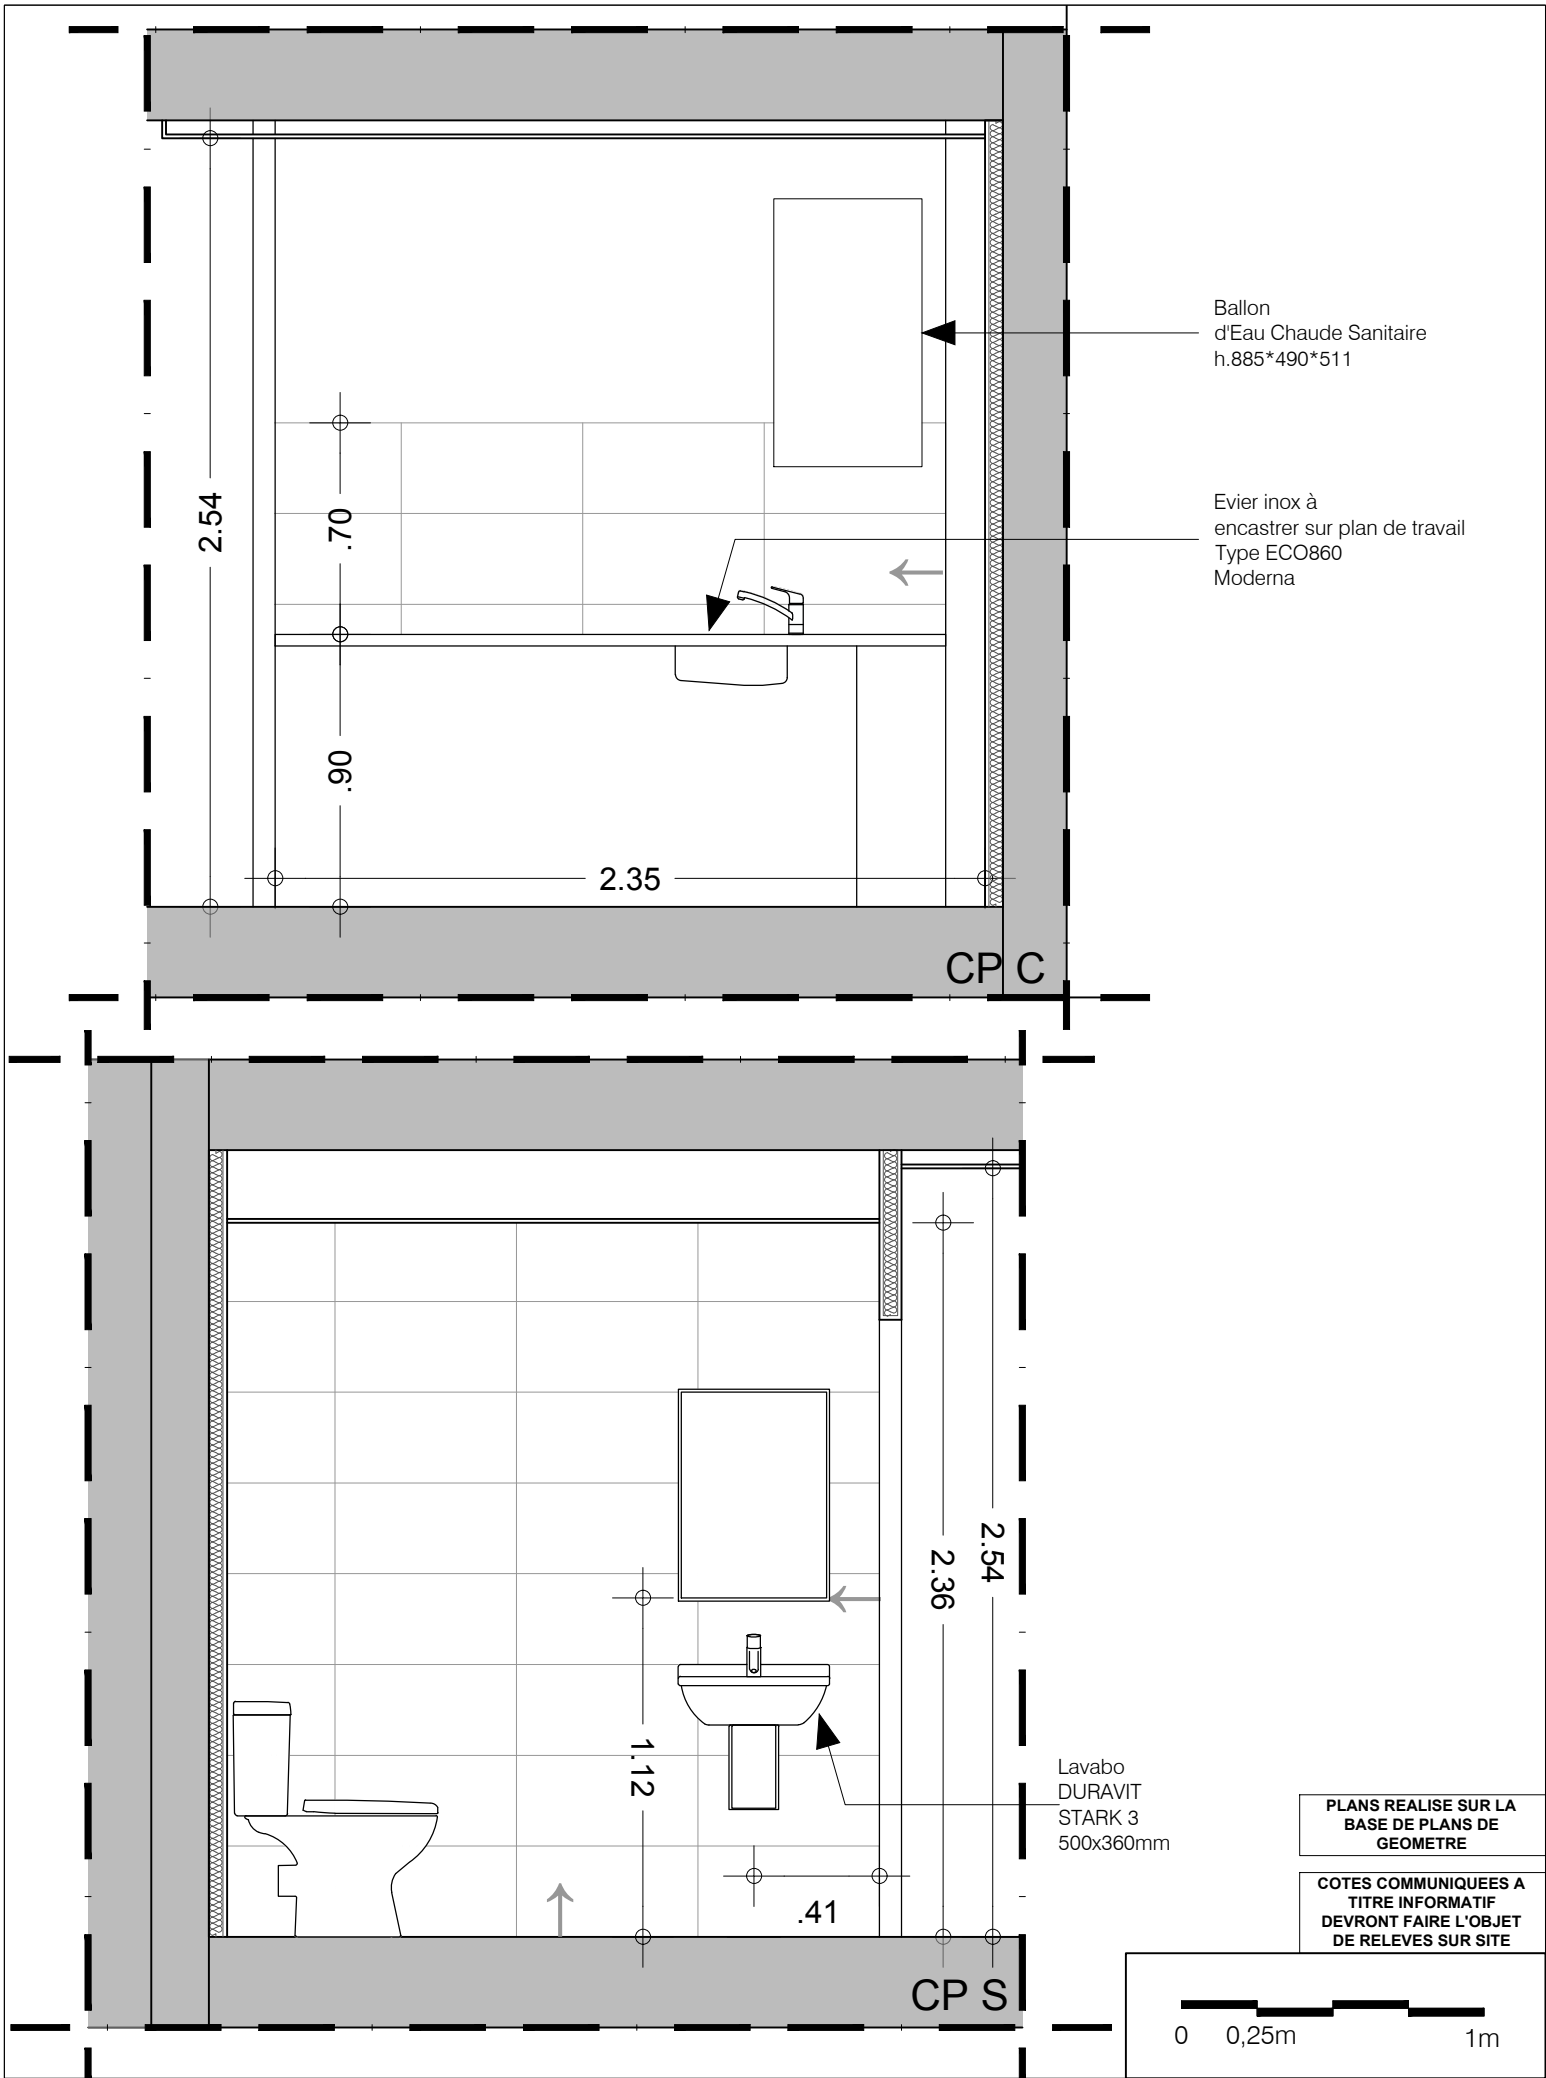 Ballon
d'Eau Chaude Sanitaire
h.885*490*511
2.54
.70
Evier inox à
encastrer sur plan de travail
Type ECO860
Moderna
.90
2.35
CP C
2.54
2.36
1.12
Lavabo
DURAVIT
STARK 3
500x360mm
.41
CP S
PLANS REALISE SUR LA
BASE DE PLANS DE
GEOMETRE
COTES COMMUNIQUEES A
TITRE INFORMATIF
DEVRONT FAIRE L'OBJET
DE RELEVES SUR SITE
0 0,25m 1m